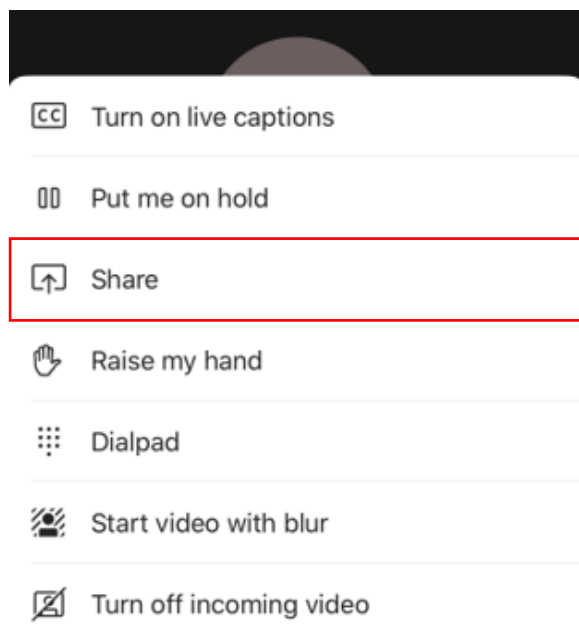 CC Turn on live captions
Put me on hold
Share
Raise my hand
Dialpad
Start video with blur
Turn off incoming video